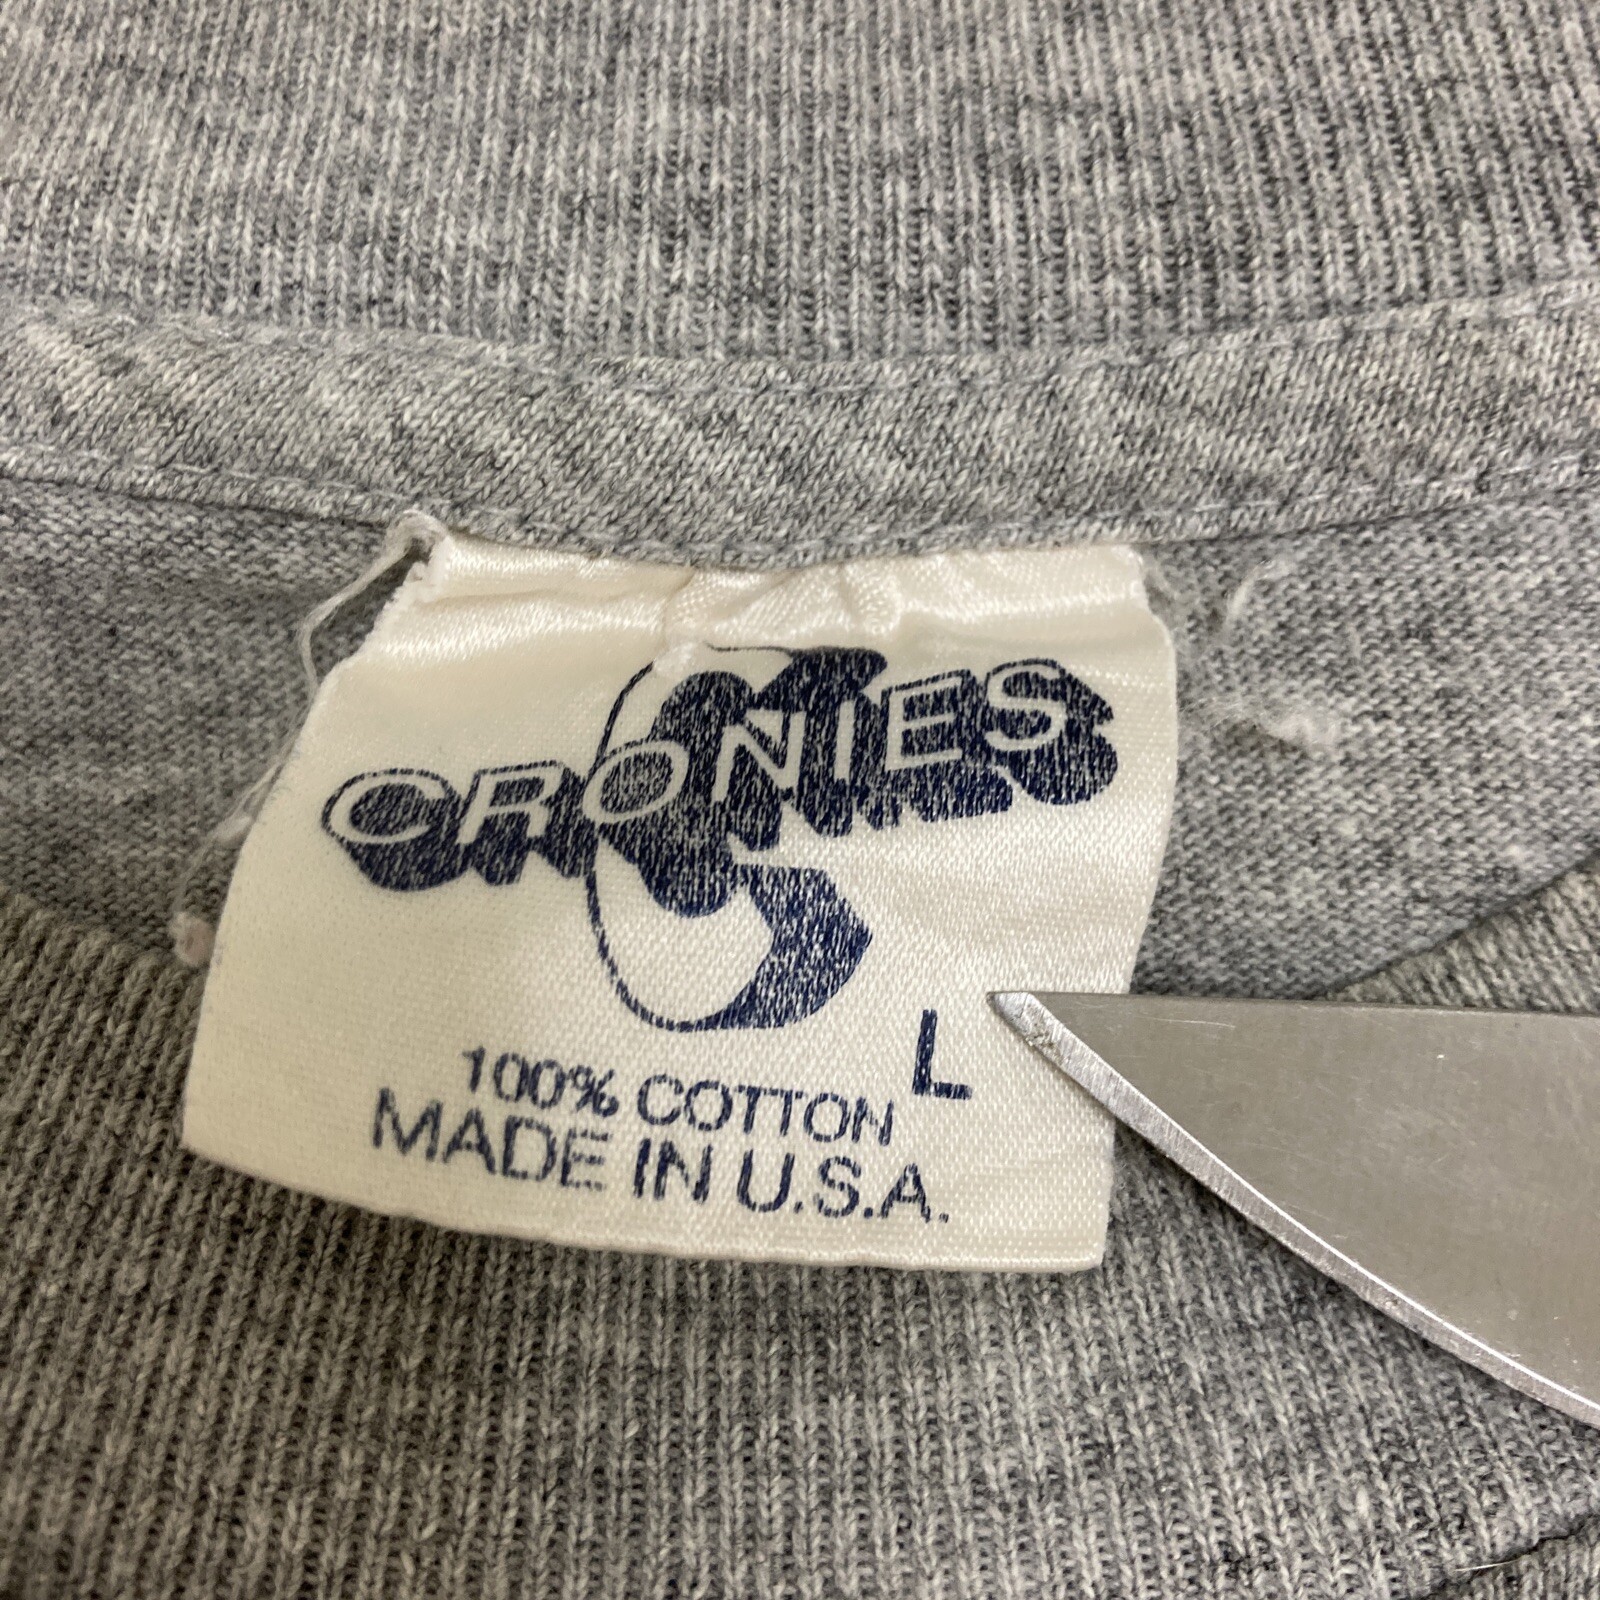 CRONIES
L
100% COTTON
MADE IN U.S.A.